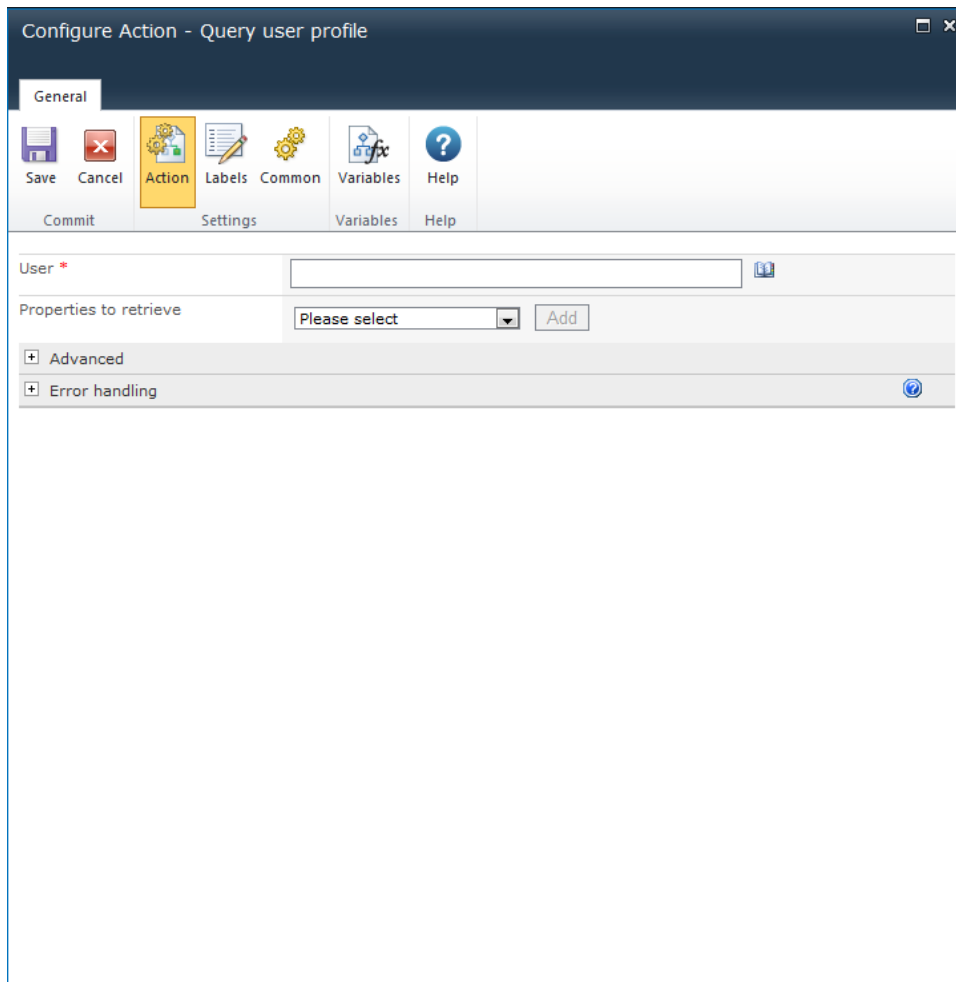 Configure Action - Query user profile
General
Save Cancel Action Labels Common Variables Help
Commit Settings Variables Help
User *
Properties to retrieve Please select Add
Advanced
Error handling